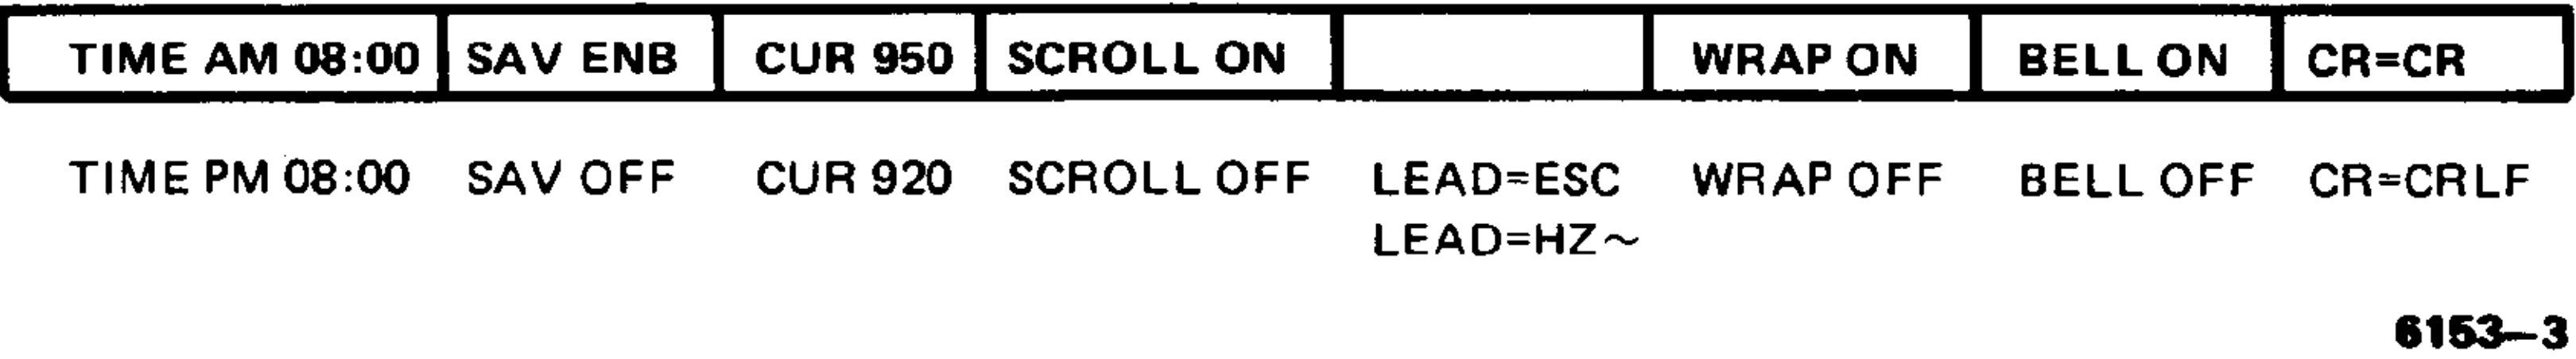 TIME AM 08:00 SAV ENB CUR 950 SCROLL ON WRAP ON BELL ON CR=CR
TIME PM 08:00 SAV OFF CUR 920 SCROLL OFF LEAD=ESC WRAP OFF BELL OFF CR=CRLF
LEAD=HZ~
6153-3